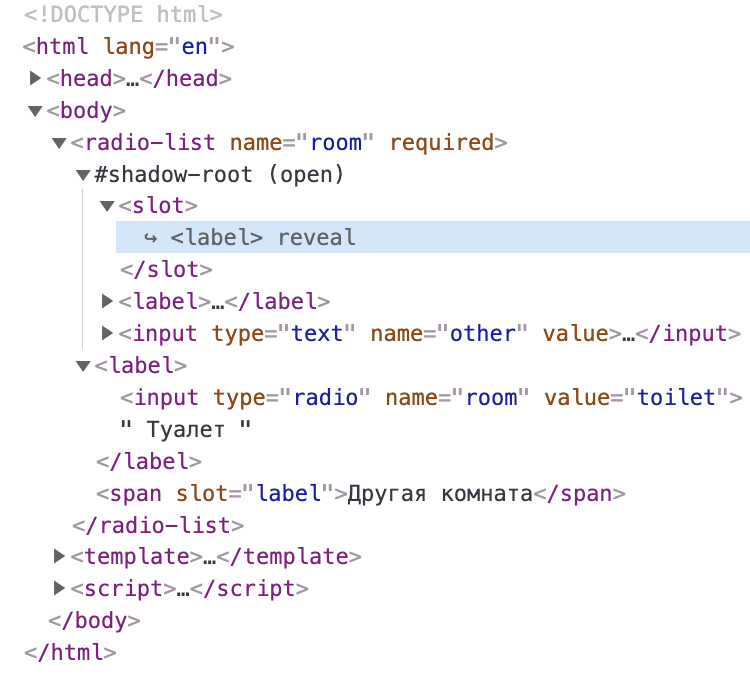 <!DOCTYPE html>
<html lang="en">
▶<head>…</head>
▼<body>
▼<radio-list name="room" required>
▼#shadow-root (open)
▼<slot>
↪ <label> reveal
</slot>
▶<label>…</label>
▶<input type="text" name="other" value>…</input>
▼<label>
<input type="radio" name="room" value="toilet">
" Туалет "
</label>
<span slot="label">Другая комната</span>
</radio-list>
▶<template>…</template>
▶<script>…</script>
</body>
</html>